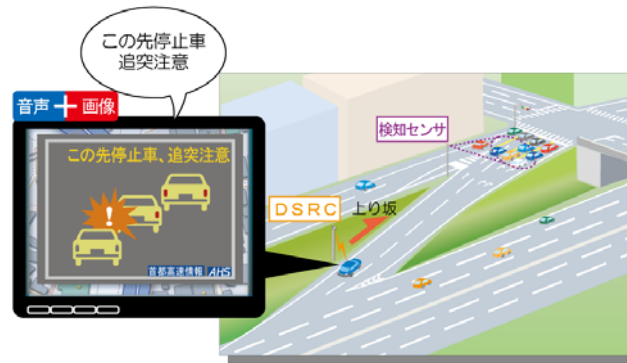 この先停止車
追突注意
音声＋画像
この先停止車、追突注意
!
首都高速情報 AHS
検知センサ
DSRC
上り坂